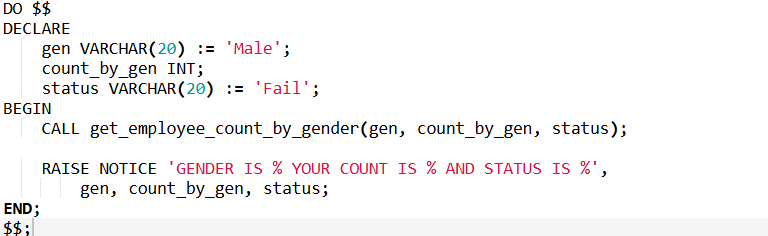 DO $$
DECLARE
gen VARCHAR(20) := 'Male';
count_by_gen INT;
status VARCHAR(20) := 'Fail';
BEGIN
CALL get_employee_count_by_gender(gen, count_by_gen, status);
RAISE NOTICE 'GENDER IS % YOUR COUNT IS % AND STATUS IS %',
gen, count_by_gen, status;
END;
$$;